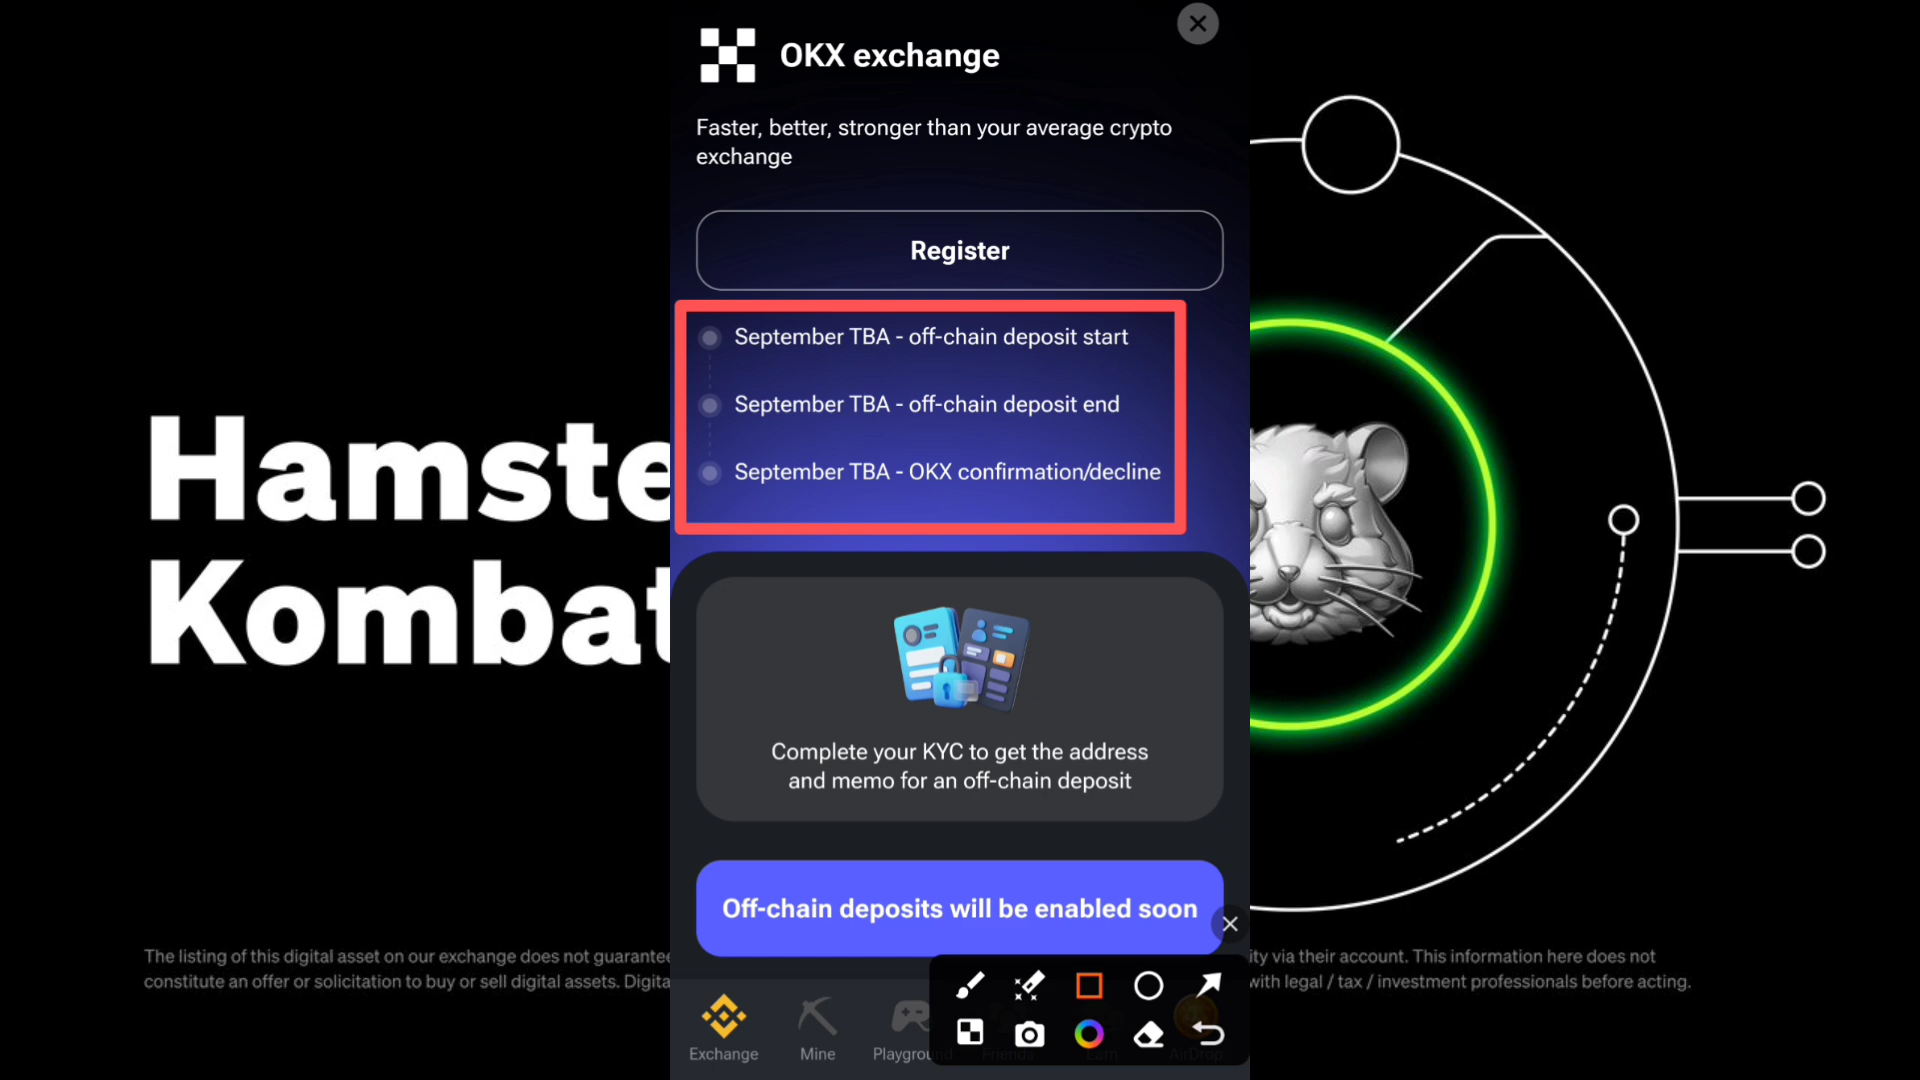 OKX exchange
Faster, better, stronger than your average crypto
exchange
Register
September TBA - off-chain deposit start
September TBA - off-chain deposit end
September TBA - OKX confirmation/decline
Hamste
Kombat
Complete your KYC to get the address
and memo for an off-chain deposit
Off-chain deposits will be enabled soon
The listing of this digital asset on our exchange does not guarantee
constitute an offer or solicitation to buy or sell digital assets. Digita
ity via their account. This information here does not
with legal / tax / investment professionals before acting.
Exchange
Mine
Playground
Friends
Earn
AirDrop